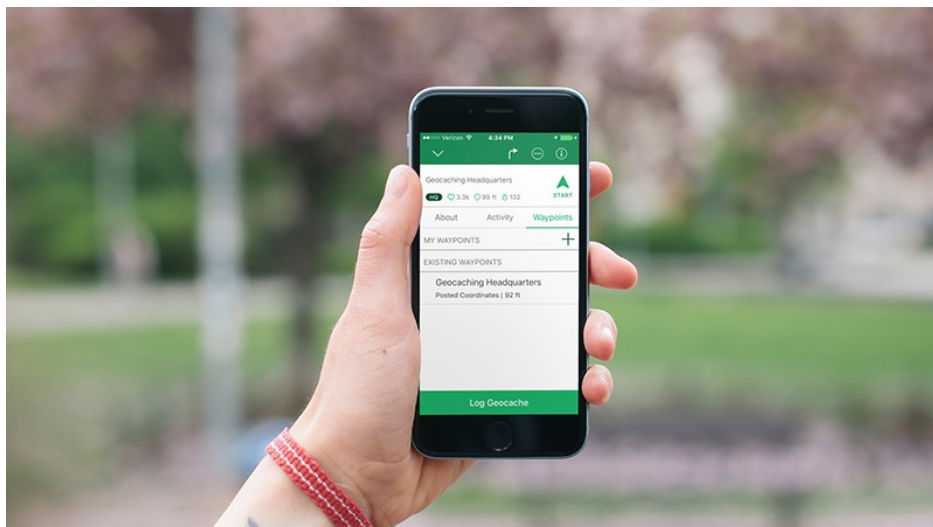 Verizon 4:34 PM
Geocaching Headquarters
HQ 3.3k 99 ft 132
START
About Activity Waypoints
MY WAYPOINTS
EXISTING WAYPOINTS
Geocaching Headquarters
Posted Coordinates | 92 ft
Log Geocache